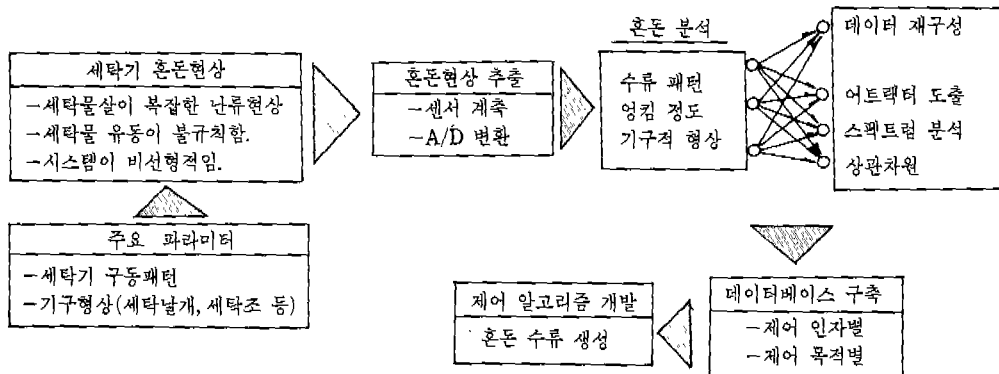 세탁기 혼돈현상
-세탁물살이 복잡한 난류현상
-세탁물 유동이 불규칙함.
-시스템이 비선형적임.
주요 파라미터
-세탁기 구동패턴
-기구형상(세탁날개, 세탁조 등)
혼돈현상 추출
-센서 계측
~A/D 변환
혼돈 분석
수류 패턴
엉킴 정도
기구적 형상
데이터 재구성
어트랙터 도출
스펙트럼 분석
상관차원
데이터베이스 구축
-제어 인자별
-제어 목적별
제어 알고리즘 개발
혼돈 수류 생성